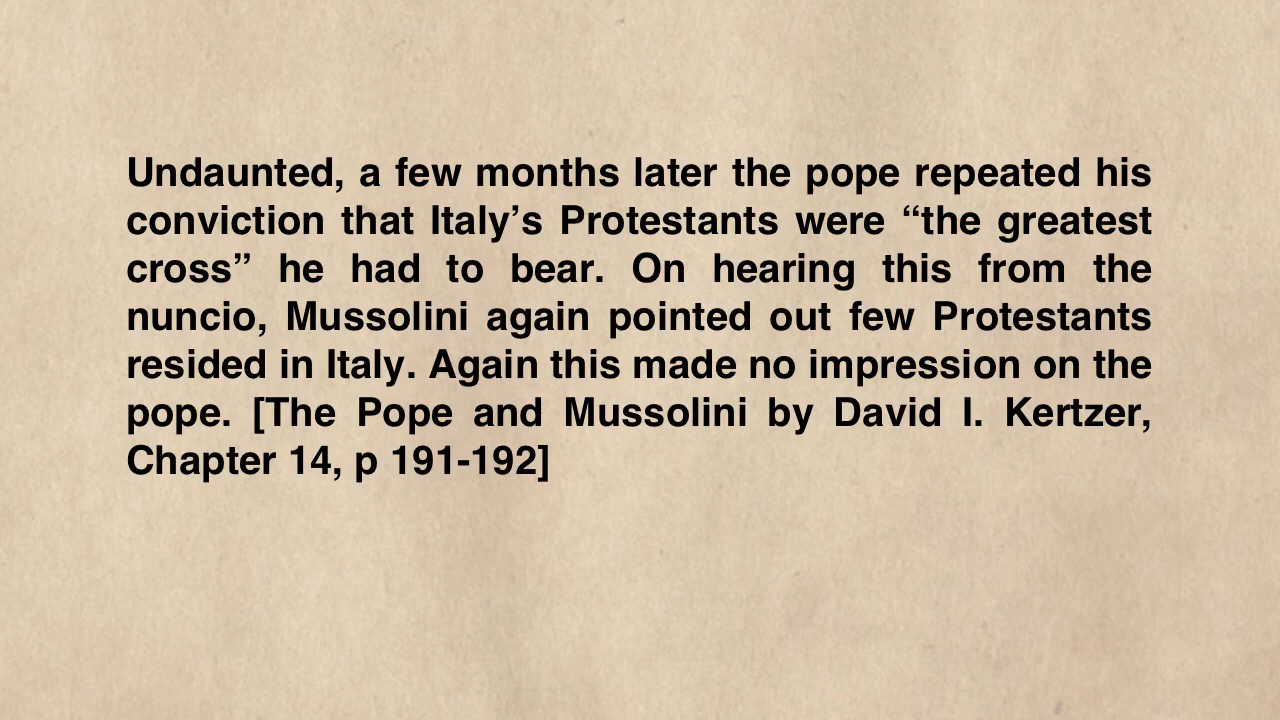 Undaunted, a few months later the pope repeated his
conviction that Italy’s Protestants were “the greatest
cross” he had to bear. On hearing this from the
nuncio, Mussolini again pointed out few Protestants
resided in Italy. Again this made no impression on the
pope. [The Pope and Mussolini by David I. Kertzer,
Chapter 14, p 191-192]